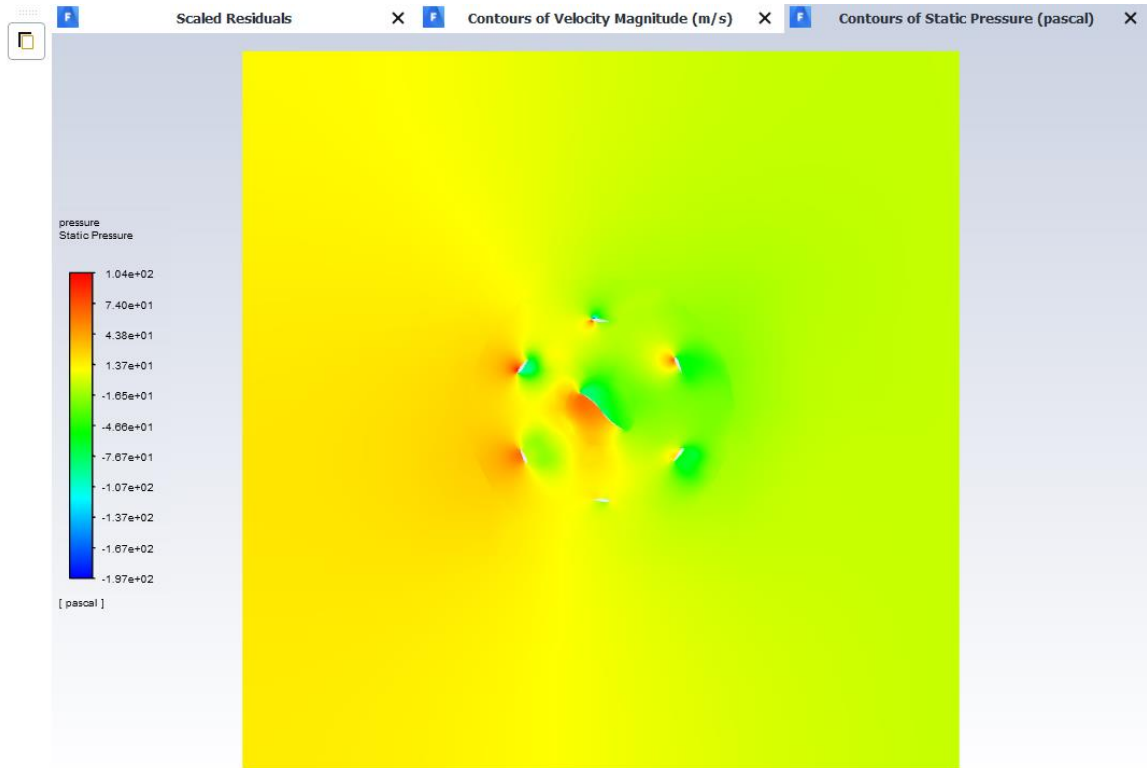 Scaled Residuals
Contours of Velocity Magnitude (m/s)
Contours of Static Pressure (pascal)
pressure
Static Pressure
1.04e+02
7.40e+01
4.38e+01
1.37e+01
-1.65e+01
-4.66e+01
-7.67e+01
-1.07e+02
-1.37e+02
-1.67e+02
-1.97e+02
[ pascal ]